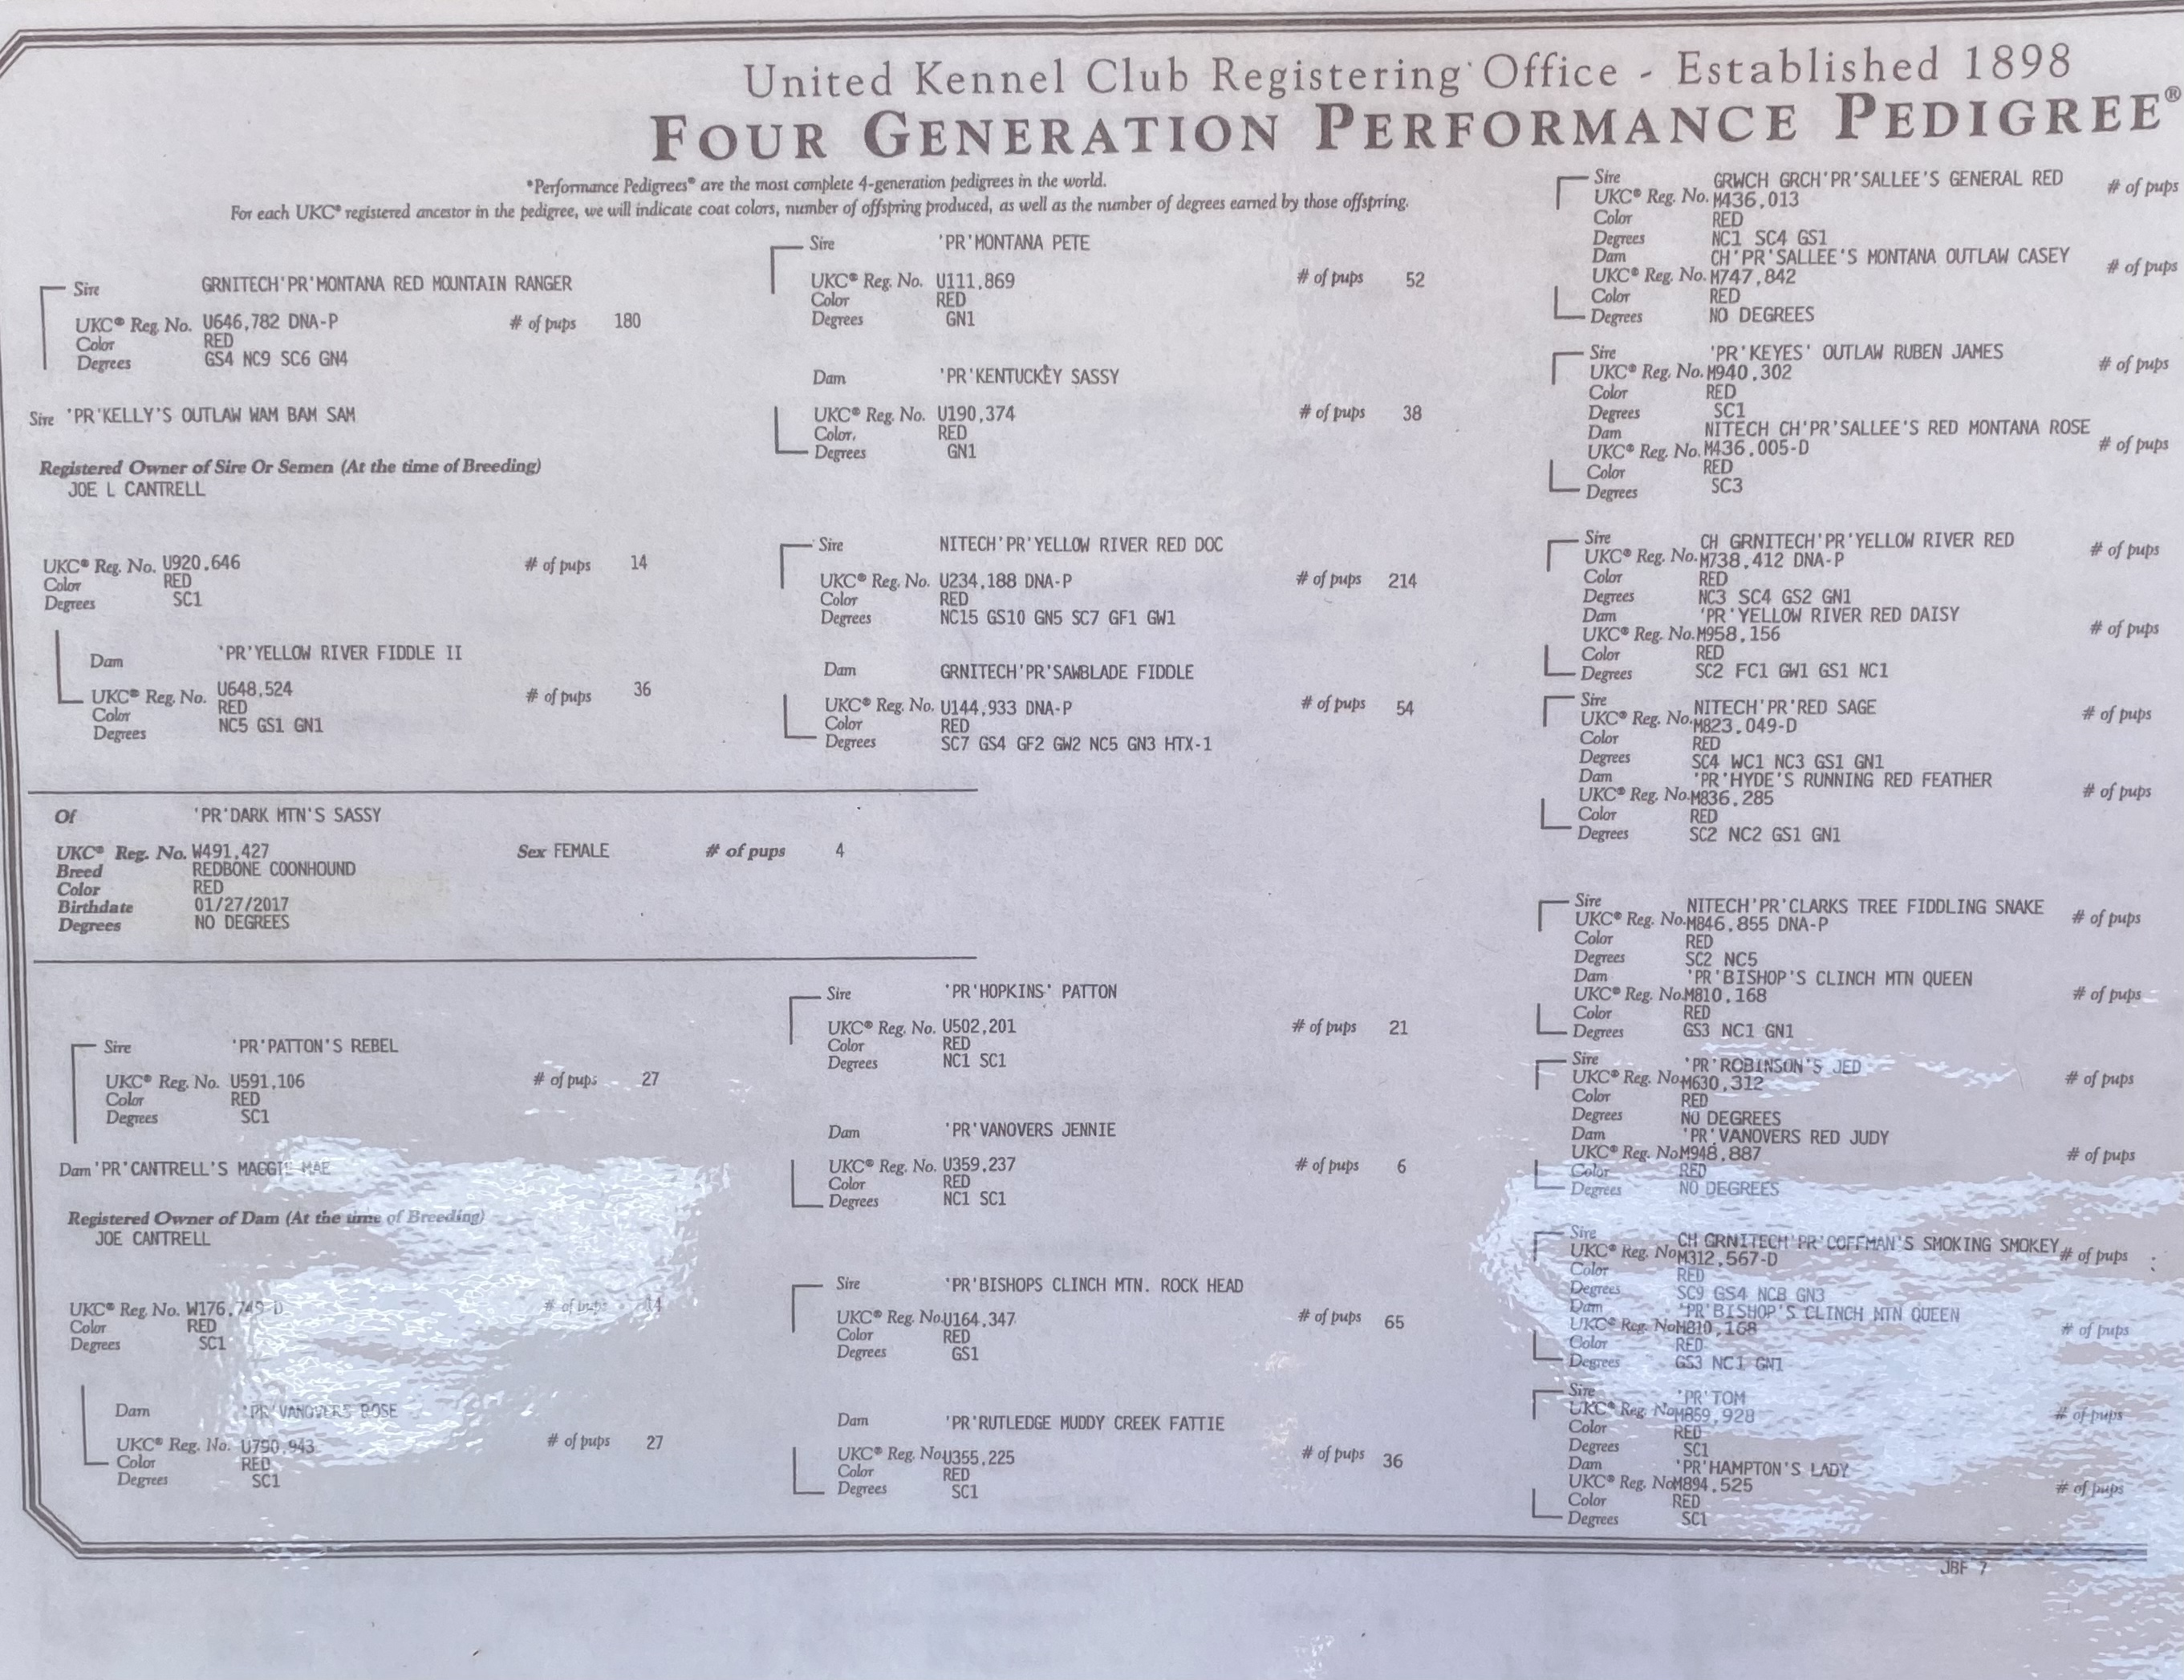 United Kennel Club Registering Office - Established 1898
FOUR GENERATION PERFORMANCE PEDIGREE®
"Performance Pedigrees® are the most complete 4-generation pedigrees in the world.
For each UKC® registered ancestor in the pedigree, we will indicate coat colors, number of offspring produced, as well as the number of degrees earned by those offspring.
Sire GRNITECH'PR'MONTANA RED MOUNTAIN RANGER
UKC® Reg. No. U646,782 DNA-P # of pups 180
Color RED
Degrees GS4 NC9 SC6 GN4
Sire 'PR'KELLY'S OUTLAW WAM BAM SAM
Registered Owner of Sire Or Semen (At the time of Breeding)
JOE L CANTRELL
UKC® Reg. No. U920,646 # of pups 14
Color RED
Degrees SC1
Dam 'PR'YELLOW RIVER FIDDLE II
UKC® Reg. No. U648,524 # of pups 36
Color RED
Degrees NC5 GS1 GN1
Of 'PR'DARK MTN'S SASSY
UKC® Reg. No. W491,427 Sex FEMALE # of pups 4
Breed REDBONE COONHOUND
Color RED
Birthdate 01/27/2017
Degrees NO DEGREES
Sire 'PR'PATTON'S REBEL
UKC® Reg. No. U591,106 # of pups 27
Color RED
Degrees SC1
Dam 'PR'CANTRELL'S MAGGIE MAE
Registered Owner of Dam (At the time of Breeding)
JOE CANTRELL
UKC® Reg. No. W176,749-D # of pups 14
Color RED
Degrees SC1
Dam 'PR'VANOVERS ROSE
UKC® Reg. No. U790,943 # of pups 27
Color RED
Degrees SC1
Sire 'PR'MONTANA PETE
UKC® Reg. No. U111,869 # of pups 52
Color RED
Degrees GN1
Dam 'PR'KENTUCKEY SASSY
UKC® Reg. No. U190,374 # of pups 38
Color RED
Degrees GN1
Sire NITECH'PR'YELLOW RIVER RED DOC
UKC® Reg. No. U234,188 DNA-P # of pups 214
Color RED
Degrees NC15 GS10 GN5 SC7 GF1 GW1
Dam GRNITECH'PR'SAWBLADE FIDDLE
UKC® Reg. No. U144,933 DNA-P # of pups 54
Color RED
Degrees SC7 GS4 GF2 GW2 NC5 GN3 HTX-1
Sire 'PR'HOPKINS' PATTON
UKC® Reg. No. U502,201 # of pups 21
Color RED
Degrees NC1 SC1
Dam 'PR'VANOVERS JENNIE
UKC® Reg. No. U359,237 # of pups 6
Color RED
Degrees NC1 SC1
Sire 'PR'BISHOPS CLINCH MTN. ROCK HEAD
UKC® Reg. No. U164,347 # of pups 65
Color RED
Degrees GS1
Dam 'PR'RUTLEDGE MUDDY CREEK FATTIE
UKC® Reg. No. U355,225 # of pups 36
Color RED
Degrees SC1
Sire GRWCH GRCH'PR'SALLEE'S GENERAL RED # of pups
UKC® Reg. No. M436,013
Color RED
Degrees NC1 SC4 GS1
Dam CH'PR'SALLEE'S MONTANA OUTLAW CASEY # of pups
UKC® Reg. No. M747,842
Color RED
Degrees NO DEGREES
Sire 'PR'KEYES' OUTLAW RUBEN JAMES # of pups
UKC® Reg. No. M940,302
Color RED
Degrees SC1
Dam NITECH CH'PR'SALLEE'S RED MONTANA ROSE # of pups
UKC® Reg. No. M436,005-D
Color RED
Degrees SC3
Sire CH GRNITECH'PR'YELLOW RIVER RED # of pups
UKC® Reg. No. M738,412 DNA-P
Color RED
Degrees NC3 SC4 GS2 GN1
Dam 'PR'YELLOW RIVER RED DAISY # of pups
UKC® Reg. No. M958,156
Color RED
Degrees SC2 FC1 GW1 GS1 NC1
Sire NITECH'PR'RED SAGE # of pups
UKC® Reg. No. M823,049-D
Color RED
Degrees SC4 WC1 NC3 GS1 GN1
Dam 'PR'HYDE'S RUNNING RED FEATHER # of pups
UKC® Reg. No. M836,285
Color RED
Degrees SC2 NC2 GS1 GN1
Sire NITECH'PR'CLARKS TREE FIDDLING SNAKE # of pups
UKC® Reg. No. M846,855 DNA-P
Color RED
Degrees SC2 NC5
Dam 'PR'BISHOP'S CLINCH MTN QUEEN # of pups
UKC® Reg. No. M810,168
Color RED
Degrees GS3 NC1 GN1
Sire 'PR'ROBINSON'S JED # of pups
UKC® Reg. No. M630,312
Color RED
Degrees NO DEGREES
Dam 'PR'VANOVERS RED JUDY # of pups
UKC® Reg. No. M948,887
Color RED
Degrees NO DEGREES
Sire CH GRNITECH'PR'COFFMAN'S SMOKING SMOKEY # of pups
UKC® Reg. No. M312,567-D
Color RED
Degrees SC9 GS4 NC8 GN3
Dam 'PR'BISHOP'S CLINCH MTN QUEEN # of pups
UKC® Reg. No. M810,168
Color RED
Degrees GS3 NC1 GN1
Sire 'PR'TOM # of pups
UKC® Reg. No. M859,928
Color RED
Degrees SC1
Dam 'PR'HAMPTON'S LADY # of pups
UKC® Reg. No. M894,525
Color RED
Degrees SC1
JBF 7